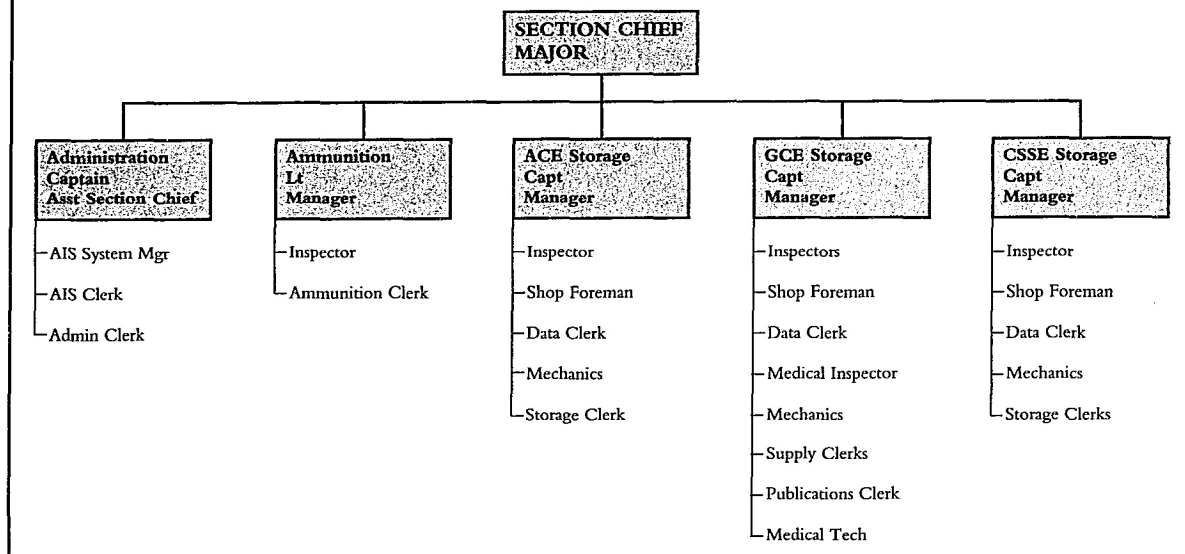 SECTION CHIEF
MAJOR
Administration
Captain
Asst Section Chief
AIS System Mgr
AIS Clerk
Admin Clerk
Ammunition
Lt
Manager
Inspector
Ammunition Clerk
ACE Storage
Capt
Manager
Inspector
Shop Foreman
Data Clerk
Mechanics
Storage Clerk
GCE Storage
Capt
Manager
Inspectors
Shop Foreman
Data Clerk
Medical Inspector
Mechanics
Supply Clerks
Publications Clerk
Medical Tech
CSSE Storage
Capt
Manager
Inspector
Shop Foreman
Data Clerk
Mechanics
Storage Clerks